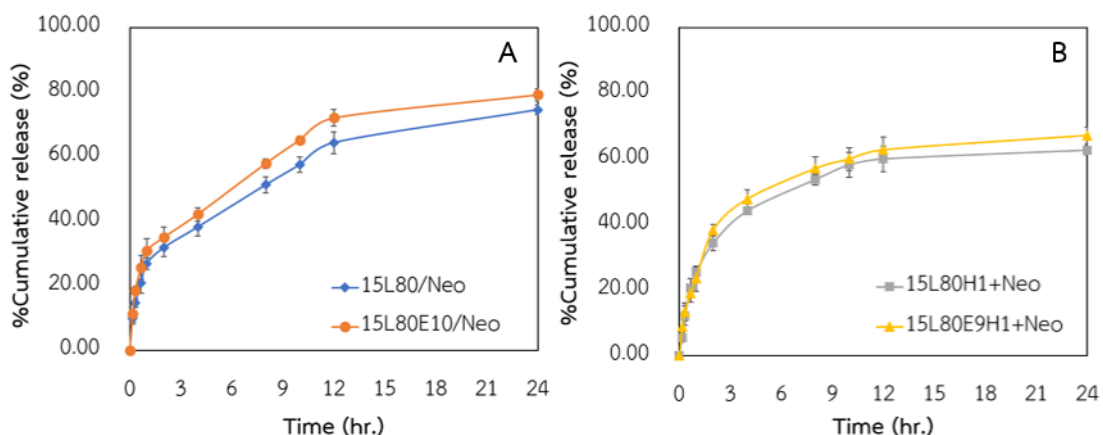 A
%Cumulative release (%)
100.00
80.00
60.00
40.00
20.00
0.00
15L80/Neo
15L80E10/Neo
0 3 6 9 12 15 18 21 24
Time (hr.)
B
%Cumulative release (%)
100.00
80.00
60.00
40.00
20.00
0.00
15L80H1+Neo
15L80E9H1+Neo
0 3 6 9 12 15 18 21 24
Time (hr.)